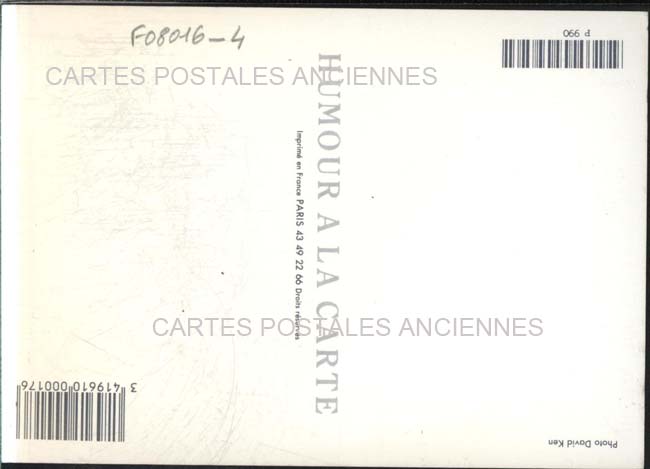 F08016-4
P 990
CARTES POSTALES ANCIENNES
HUMOUR A LA CARTE
Imprimé en France PARIS 43 49 22 66 Droits réservés
CARTES POSTALES ANCIENNES
3 419610 000176
Photo David Ken